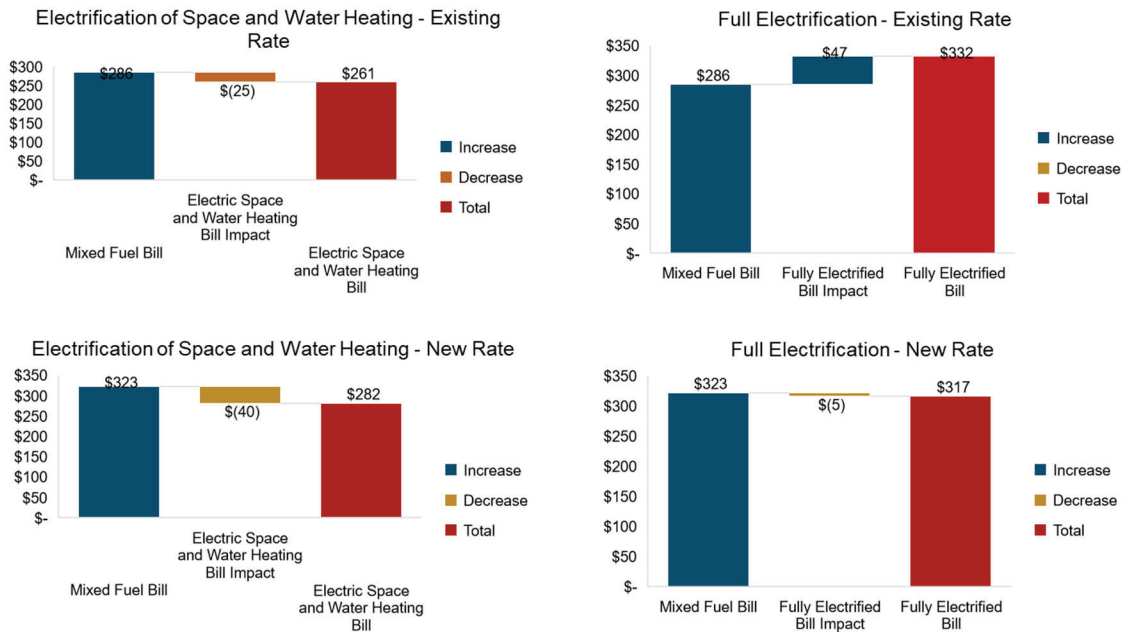 Electrification of Space and Water Heating - Existing
Rate
$300
$250
$200
$150
$100
$50
$-
$286
$(25)
$261
Mixed Fuel Bill
Electric Space
and Water Heating
Bill Impact
Electric Space
and Water Heating
Bill
Increase
Decrease
Total
Full Electrification - Existing Rate
$350
$300
$250
$200
$150
$100
$50
$-
$286
$47
$332
Mixed Fuel Bill
Fully Electrified
Bill Impact
Fully Electrified
Bill
Increase
Decrease
Total
Electrification of Space and Water Heating - New Rate
$350
$300
$250
$200
$150
$100
$50
$-
$323
$(40)
$282
Mixed Fuel Bill
Electric Space
and Water Heating
Bill Impact
Electric Space
and Water Heating
Bill
Increase
Decrease
Total
Full Electrification - New Rate
$350
$300
$250
$200
$150
$100
$50
$-
$323
$(5)
$317
Mixed Fuel Bill
Fully Electrified
Bill Impact
Fully Electrified
Bill
Increase
Decrease
Total